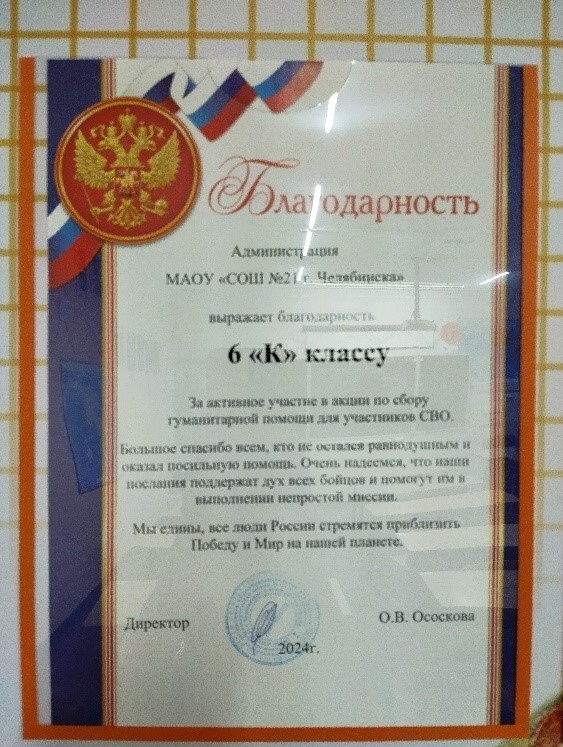 Благодарность
Администрация
МАОУ «СОШ №21 г. Челябинска»
выражает благодарность
6 «К» классу
За активное участие в акции по сбору
гуманитарной помощи для участников СВО.
Большое спасибо всем, кто не остался равнодушным и
оказал посильную помощь. Очень надеемся, что наши
послания поддержат дух всех бойцов и помогут им в
выполнении непростой миссии.
Мы едины, все люди России стремятся приблизить
Победу и Мир на нашей планете.
Директор
О.В. Ососкова
2024г.